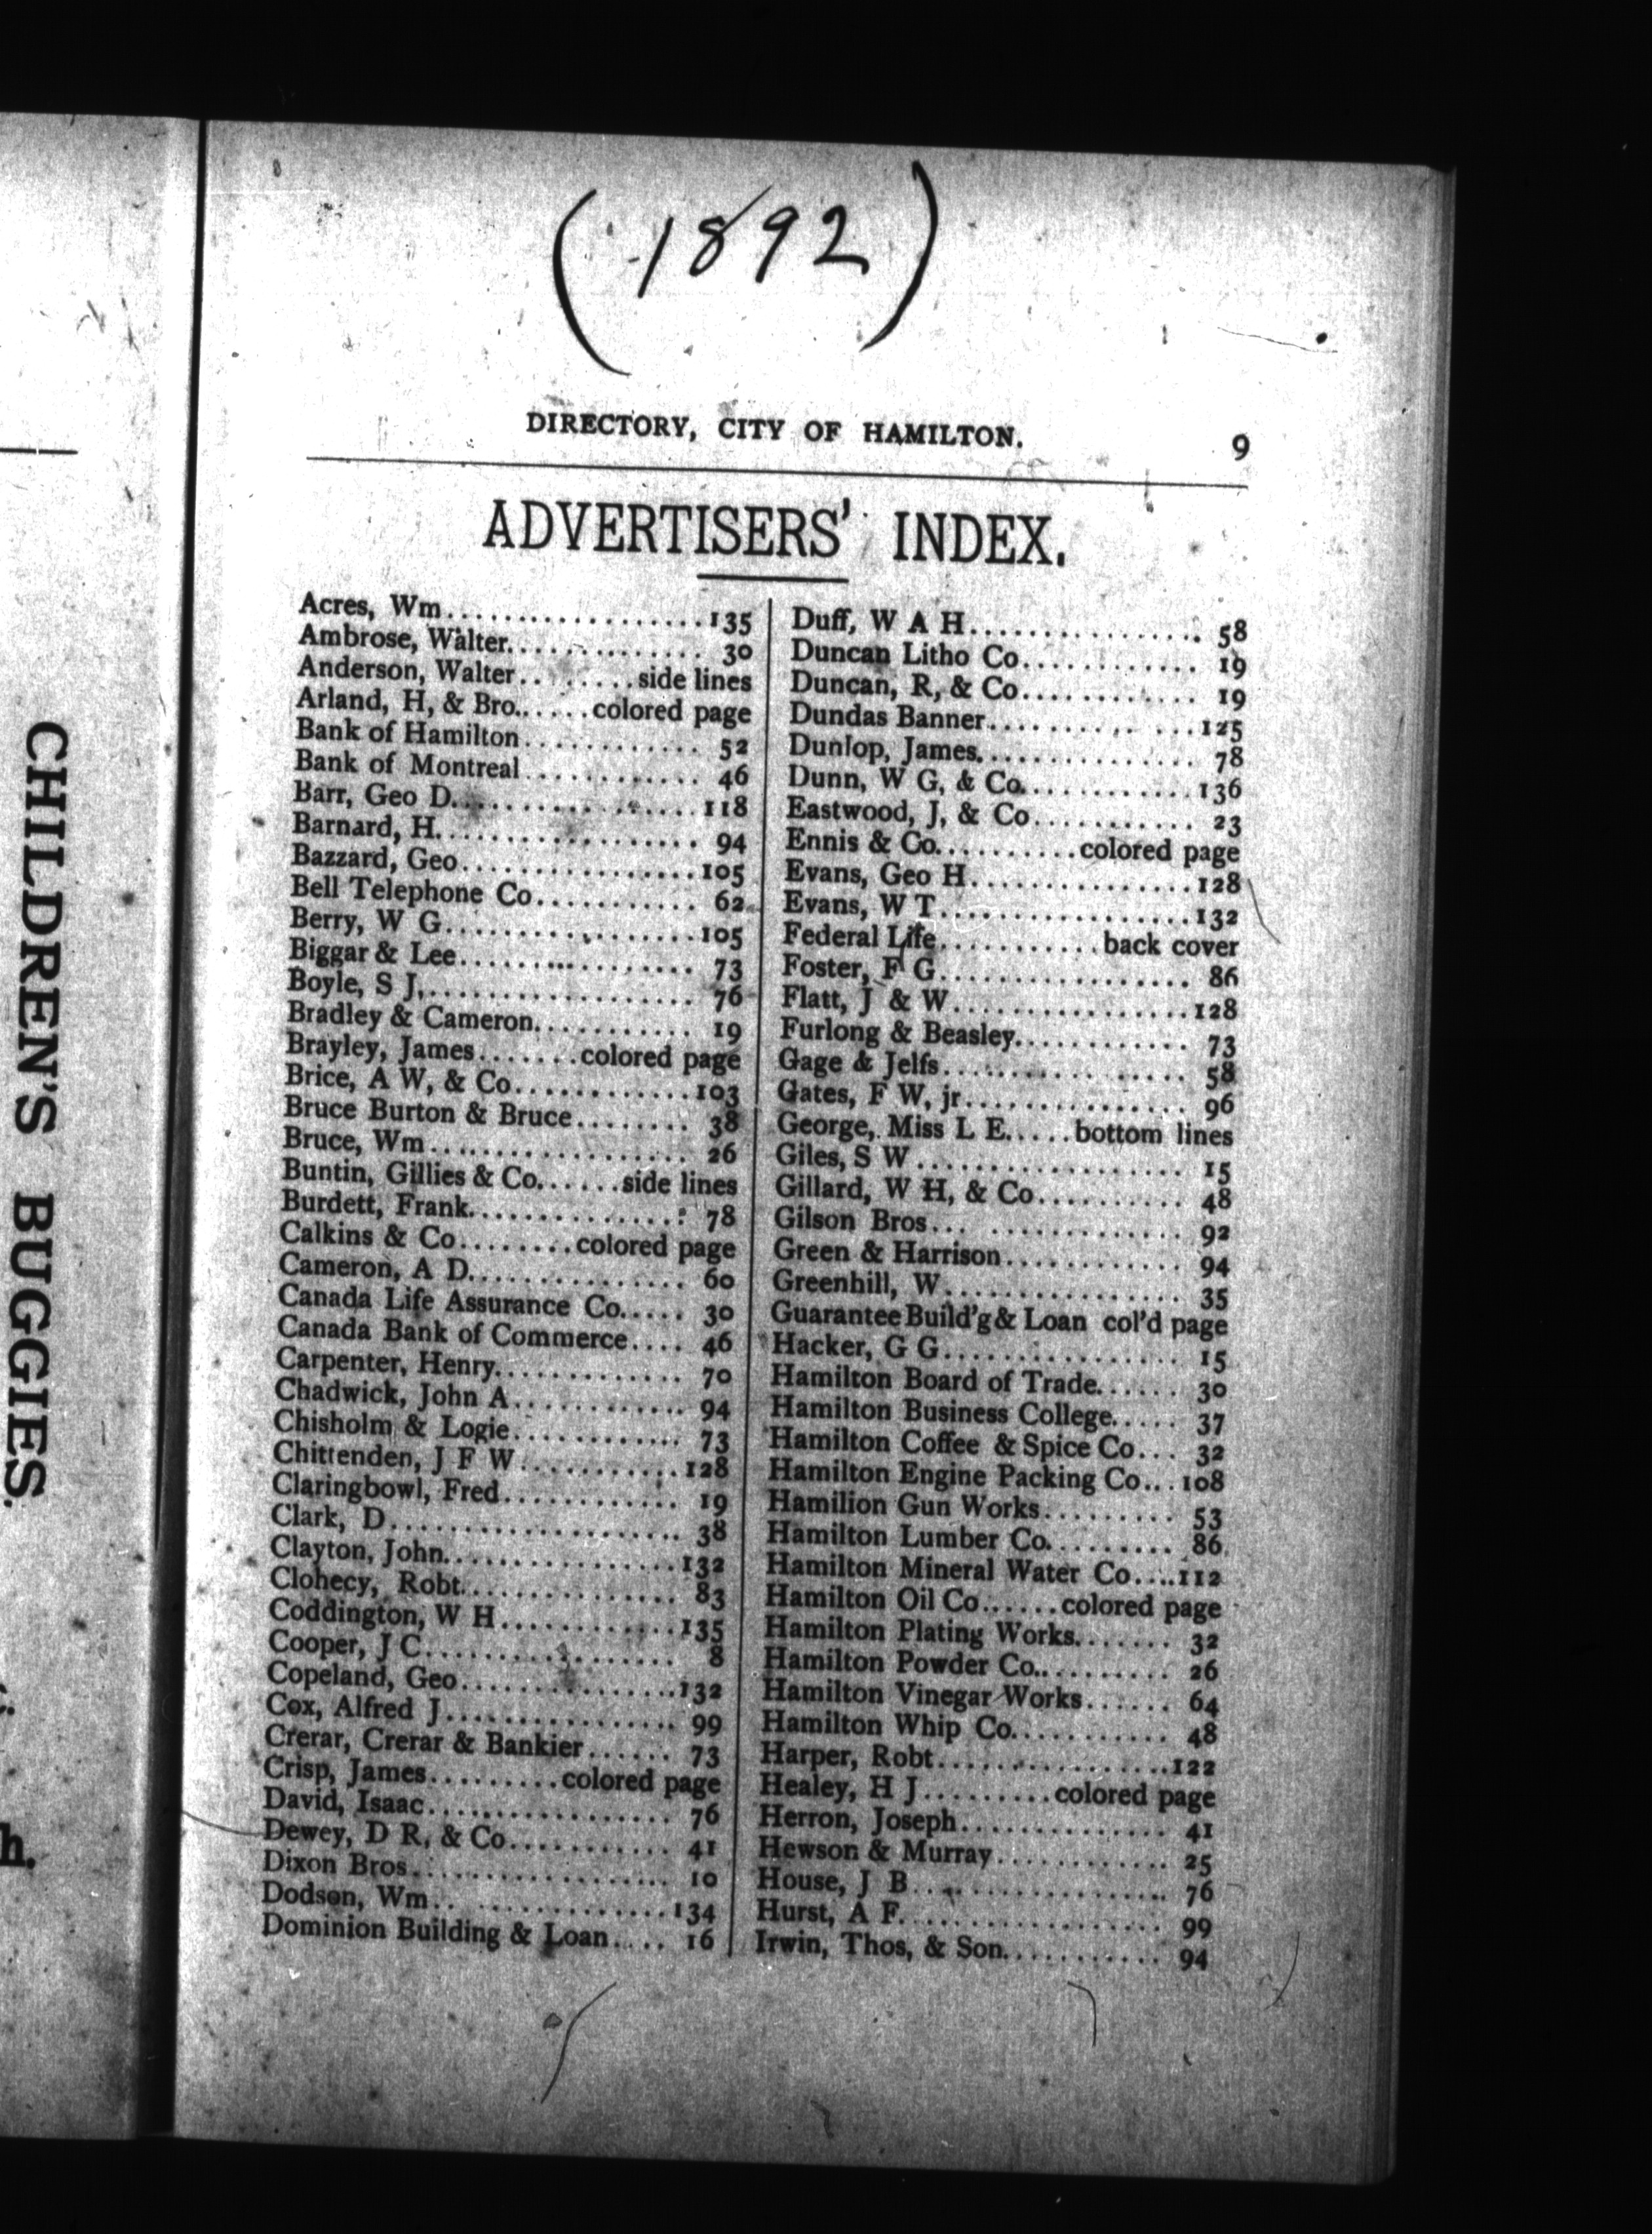 (1892)
DIRECTORY, CITY OF HAMILTON. 9
ADVERTISERS' INDEX.
Acres, Wm....................135
Ambrose, Walter............... 30
Anderson, Walter.........side lines
Arland, H, & Bro......colored page
Bank of Hamilton............ 52
Bank of Montreal............ 46
Barr, Geo D..................118
Barnard, H................... 94
Bazzard, Geo.................105
Bell Telephone Co........... 62
Berry, W G...................105
Biggar & Lee................. 73
Boyle, S J,................... 76
Bradley & Cameron........... 19
Brayley, James.......colored page
Brice, A W, & Co............103
Bruce Burton & Bruce........ 38
Bruce, Wm.................. 26
Buntin, Gillies & Co......side lines
Burdett, Frank............... 78
Calkins & Co........colored page
Cameron, A D............... 60
Canada Life Assurance Co..... 30
Canada Bank of Commerce.... 46
Carpenter, Henry............. 70
Chadwick, John A............ 94
Chisholm & Logie............ 73
Chittenden, J F W...........128
Claringbowl, Fred............ 19
Clark, D.................... 38
Clayton, John................132
Clohecy, Robt............... 83
Coddington, W H............135
Cooper, J C................. 8
Copeland, Geo...............132
Cox, Alfred J................ 99
Crerar, Crerar & Bankier...... 73
Crisp, James.........colored page
David, Isaac................. 76
Dewey, D R, & Co........... 41
Dixon Bros.................. 10
Dodson, Wm.. .............134
Dominion Building & Loan.... 16
Duff, W A H................ 58
Duncan Litho Co............ 19
Duncan, R, & Co............ 19
Dundas Banner..............125
Dunlop, James............... 78
Dunn, W G, & Co............136
Eastwood, J, & Co........... 23
Ennis & Co..........colored page
Evans, Geo H...............128
Evans, W T.................132
Federal Life...........back cover
Foster, F G................. 86
Flatt, J & W................128
Furlong & Beasley............ 73
Gage & Jelfs................. 58
Gates, F W, jr............... 96
George, Miss L E.....bottom lines
Giles, S W.................. 15
Gillard, W H, & Co.......... 48
Gilson Bros... ............. 92
Green & Harrison............ 94
Greenhill, W................ 35
Guarantee Build'g & Loan col'd page
Hacker, G G................ 15
Hamilton Board of Trade...... 30
Hamilton Business College..... 37
Hamilton Coffee & Spice Co... 32
Hamilton Engine Packing Co...108
Hamilion Gun Works......... 53
Hamilton Lumber Co......... 86
Hamilton Mineral Water Co....112
Hamilton Oil Co......colored page
Hamilton Plating Works....... 32
Hamilton Powder Co.......... 26
Hamilton Vinegar Works...... 64
Hamilton Whip Co........... 48
Harper, Robt................122
Healey, H J.........colored page
Herron, Joseph.............. 41
Hewson & Murray............ 25
House, J B................. 76
Hurst, A F.................. 99
Irwin, Thos, & Son........... 94
CHILDREN'S BUGGIES.
h.